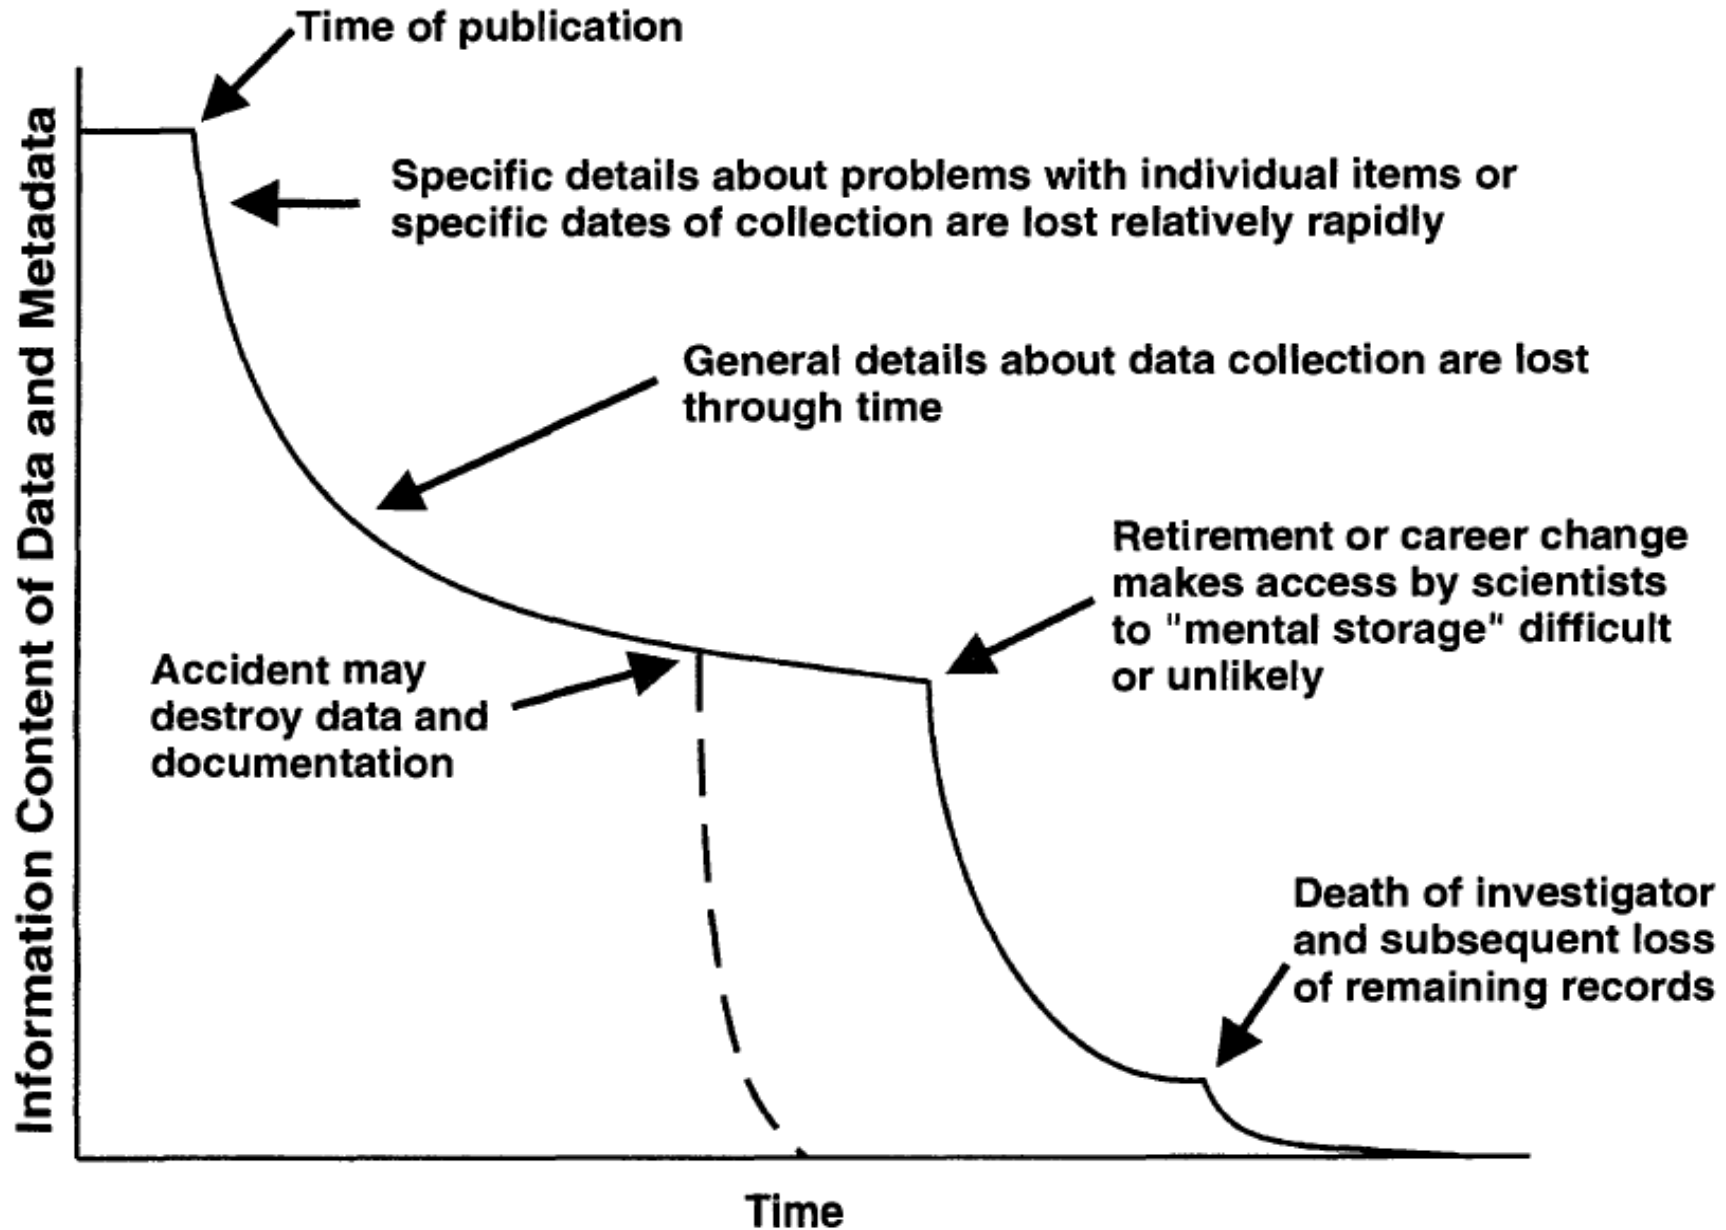 Time of publication
Specific details about problems with individual items or
specific dates of collection are lost relatively rapidly
General details about data collection are lost
through time
Retirement or career change
makes access by scientists
to "mental storage" difficult
or unlikely
Accident may
destroy data and
documentation
Death of investigator
and subsequent loss
of remaining records
Information Content of Data and Metadata
Time